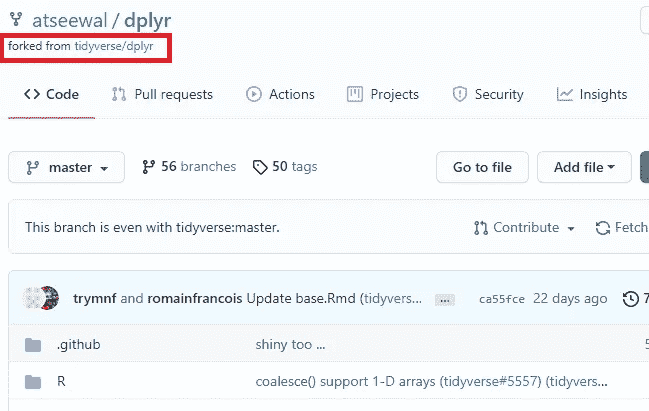 atseewal / dplyr
forked from tidyverse/dplyr
Code Pull requests Actions Projects Security Insights
master 56 branches 50 tags Go to file Add file
This branch is even with tidyverse:master. Contribute Fetch
trymnf and romainfrancois Update base.Rmd (tidyvers... ... ca55fce 22 days ago 7
.github shiny too ... 5
R coalesce() support 1-D arrays (tidyverse#5557) (tidyvers...